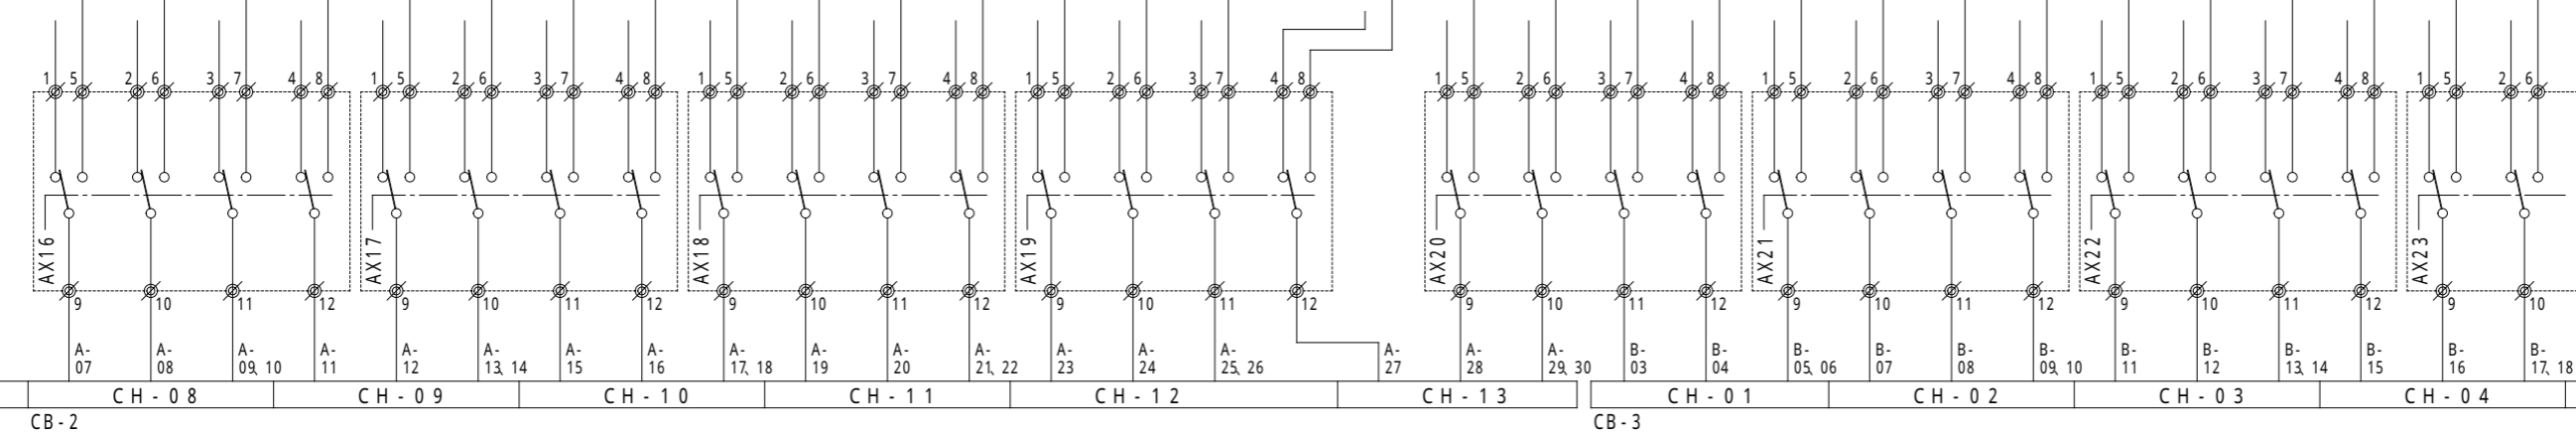 1 5 2 6 3 7 4 8 1 5 2 6 3 7 4 8 1 5 2 6 3 7 4 8 1 5 2 6 3 7 4 8 1 5 2 6 3 7 4 8 1 5 2 6 3 7 4 8 1 5 2 6 3 7 4 8 1 5 2 6
AX16 AX17 AX18 AX19 AX20 AX21 AX22 AX23
9 10 11 12 9 10 11 12 9 10 11 12 9 10 11 12 9 10 11 12 9 10 11 12 9 10 11 12 9 10
A- A- A- A- A- A- A- A- A- A- A- A- A- A- A- A- A- A- B- B- B- B- B- B- B- B- B- B- B-
07 08 09, 10 11 12 13, 14 15 16 17, 18 19 20 21, 22 23 24 25, 26 27 28 29, 30 03 04 05, 06 07 08 09, 10 11 12 13, 14 15 16 17, 18
CH-08 CH-09 CH-10 CH-11 CH-12 CH-13 CH-01 CH-02 CH-03 CH-04
CB-2 CB-3